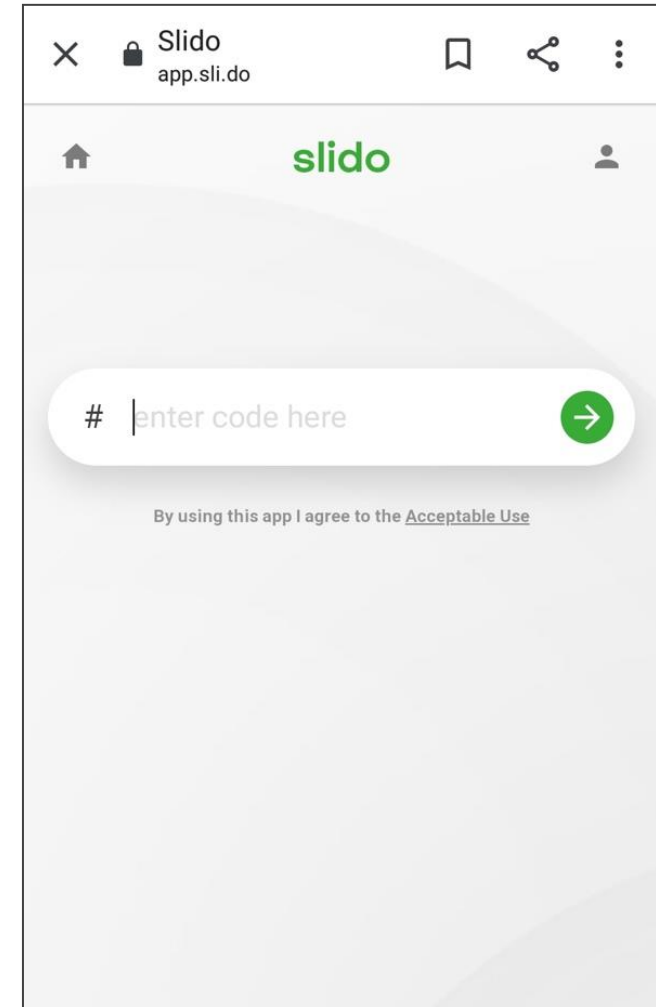 Slido
app.sli.do
slido
# enter code here
By using this app I agree to the Acceptable Use